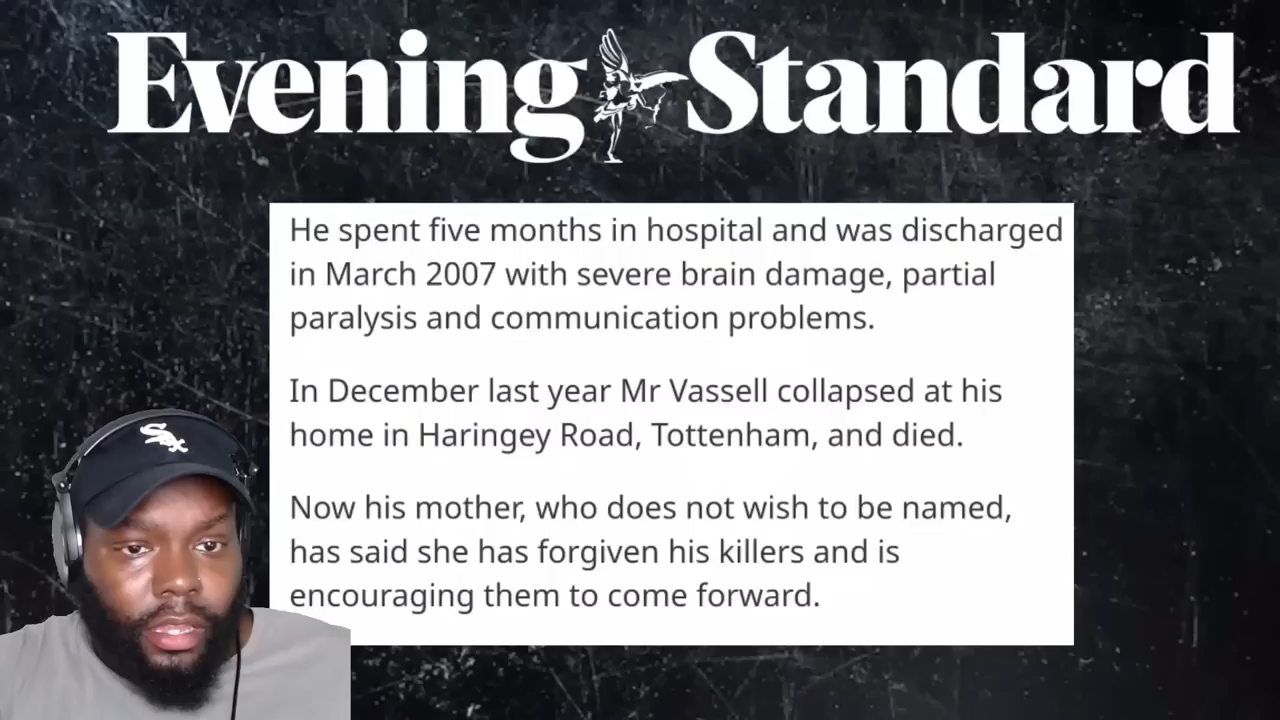 Evening Standard
He spent five months in hospital and was discharged
in March 2007 with severe brain damage, partial
paralysis and communication problems.
In December last year Mr Vassell collapsed at his
home in Haringey Road, Tottenham, and died.
Now his mother, who does not wish to be named,
has said she has forgiven his killers and is
encouraging them to come forward.
Sox